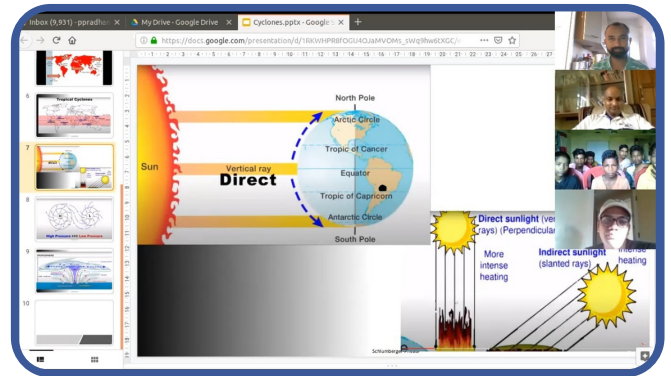 Inbox (9,931) - ppradhan
My Drive - Google Drive
Cyclones.pptx - Google S
https://docs.google.com/presentation/d/
6
Tropical Cyclones
7
8
High Pressure
Low Pressure
9
10
North Pole
Arctic Circle
Tropic of Cancer
Sun
Vertical ray
Direct
Equator
Tropic of Capricorn
Antarctic Circle
South Pole
Direct sunlight (ver
rays) (Perpendicular
More
intense
heating
Indirect sunlight
(slanted rays)
intense
heating